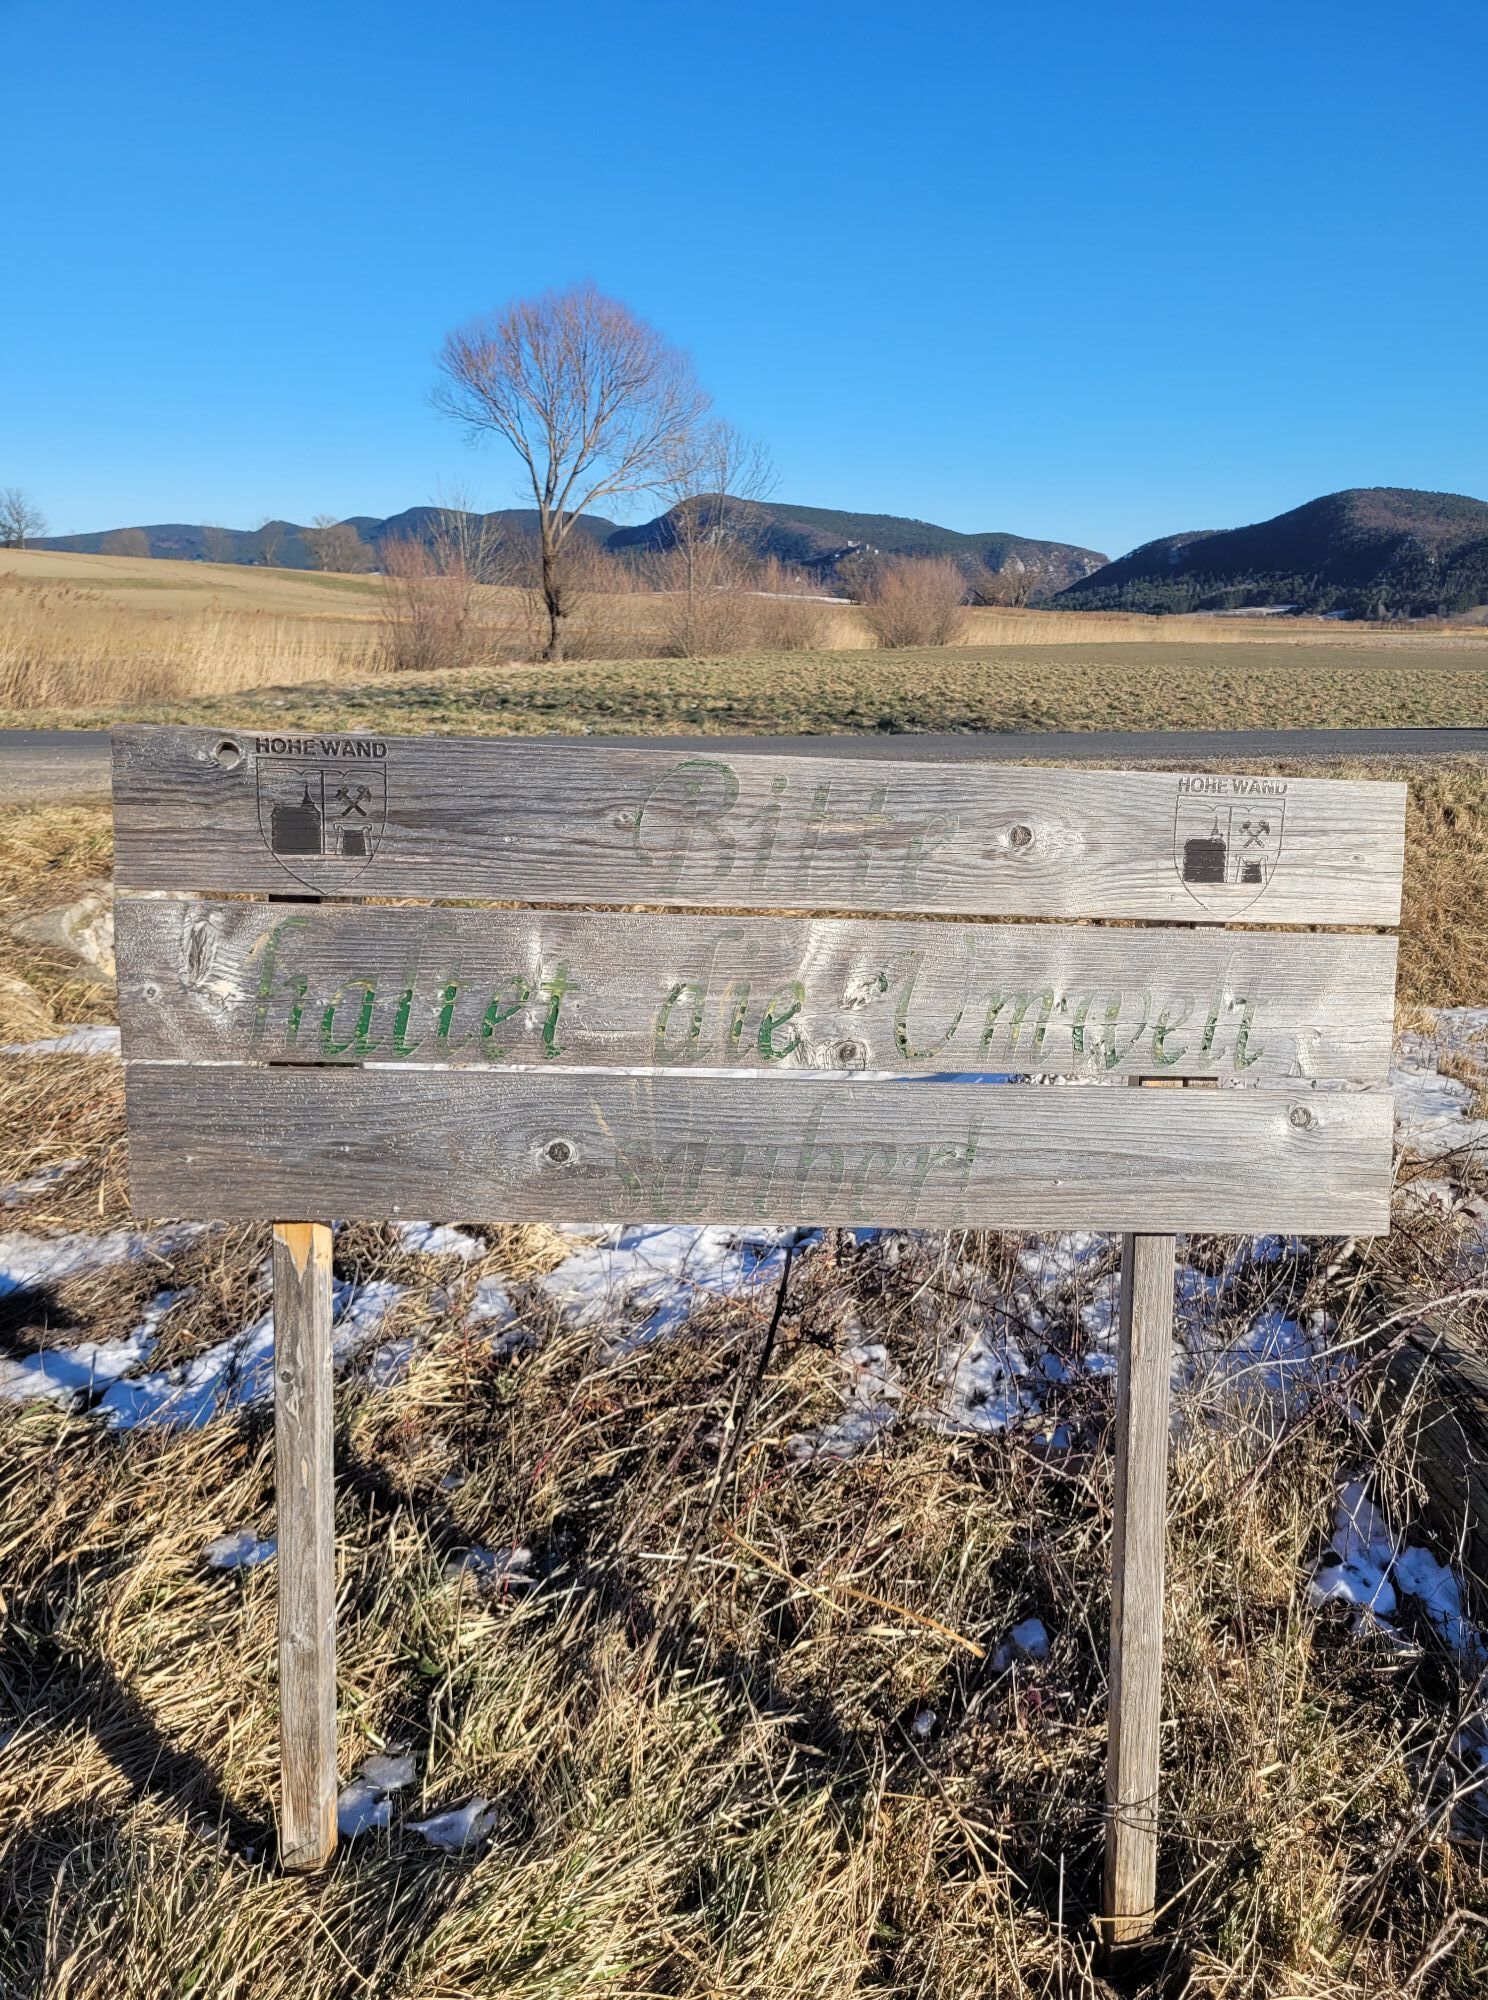 HOHE WAND
HOHE WAND
Bitte
haltet die Umwelt
sauber!